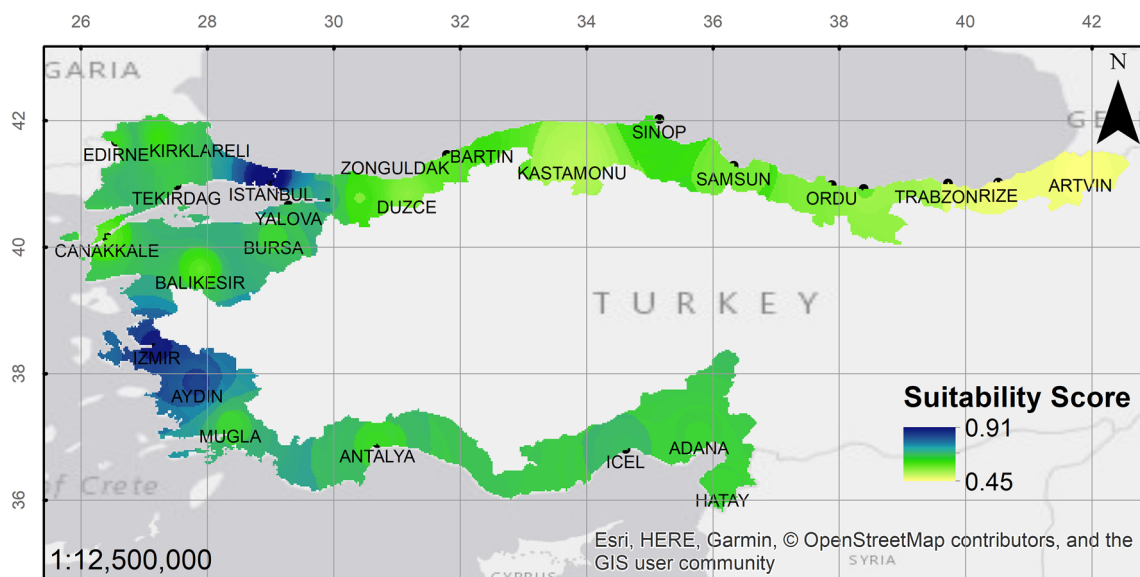 26 28 30 32 34 36 38 40 42
N
GARIA
GE
42
SINOP
EDIRNE KIRKLARELI
ZONGULDAK BARTIN
KASTAMONU
SAMSUN
TEKIRDAG ISTANBUL
DUZCE
ORDU TRABZON RIZE ARTVIN
YALOVA
40
CANAKKALE BURSA
BALIKESIR
TURKEY
IZMIR
38
AYDIN
Suitability Score
0.91
0.45
MUGLA
ANTALYA
ICEL ADANA
of Crete
36
HATAY
1:12,500,000
Esri, HERE, Garmin, © OpenStreetMap contributors, and the
GIS user community
SYRIA
CYPRUS